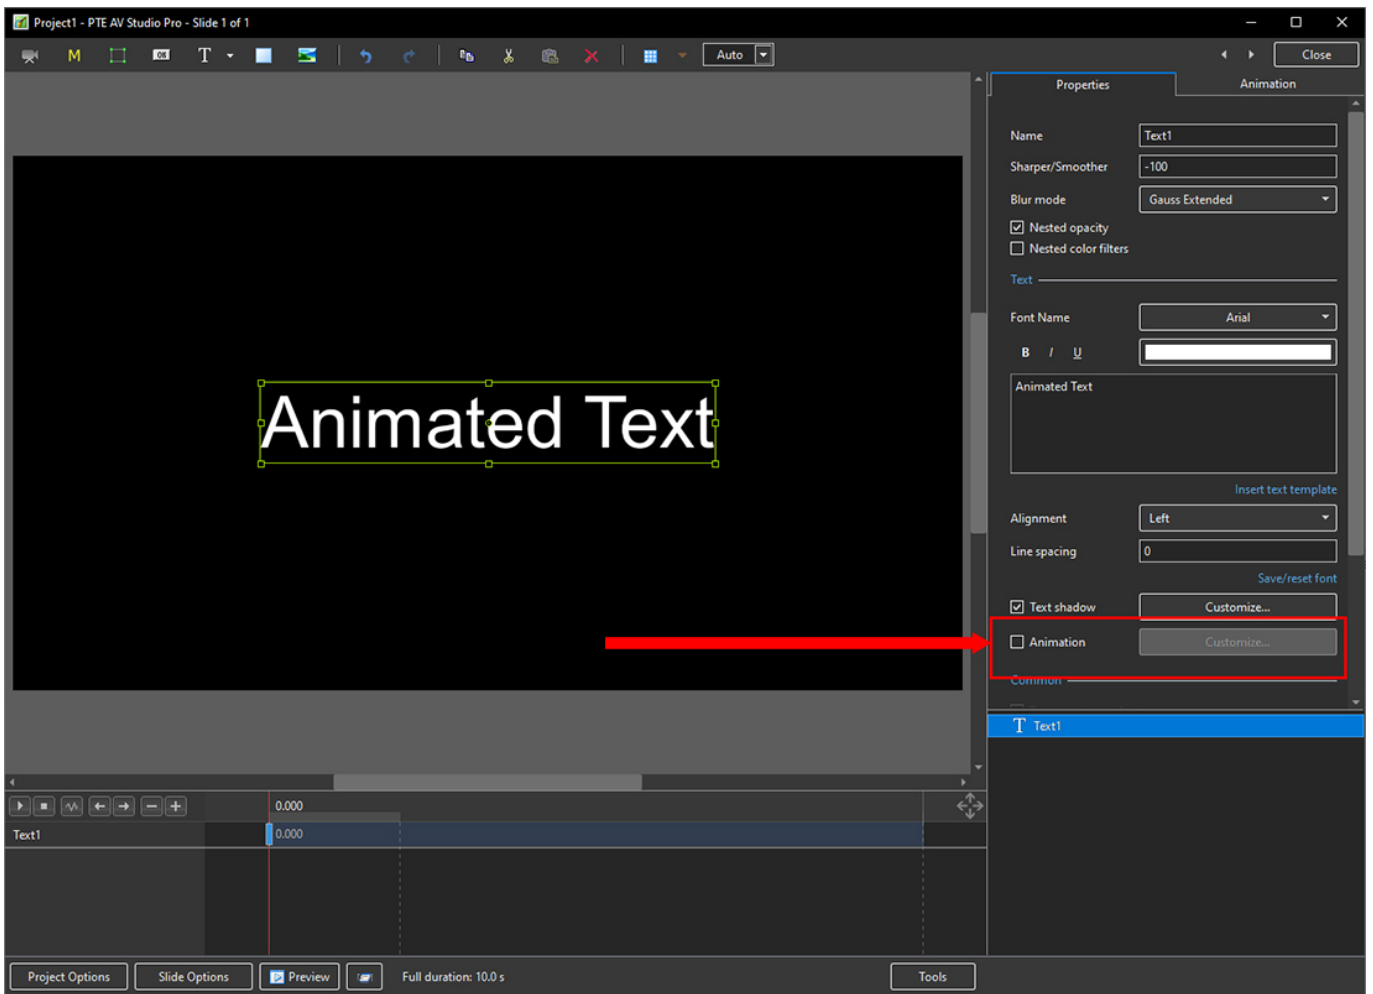 Project1 - PTE AV Studio Pro - Slide 1 of 1
M OK T Auto Close
Properties Animation
Name Text1
Sharper/Smoother -100
Blur mode Gauss Extended
Nested opacity
Nested color filters
Text
Font Name Arial
B I U
Animated Text
Animated Text
Insert text template
Alignment Left
Line spacing 0
Save/reset font
Text shadow Customize...
Animation Customize...
Common
T Text1
0.000
Text1 0.000
Project Options Slide Options Preview Full duration: 10.0 s Tools